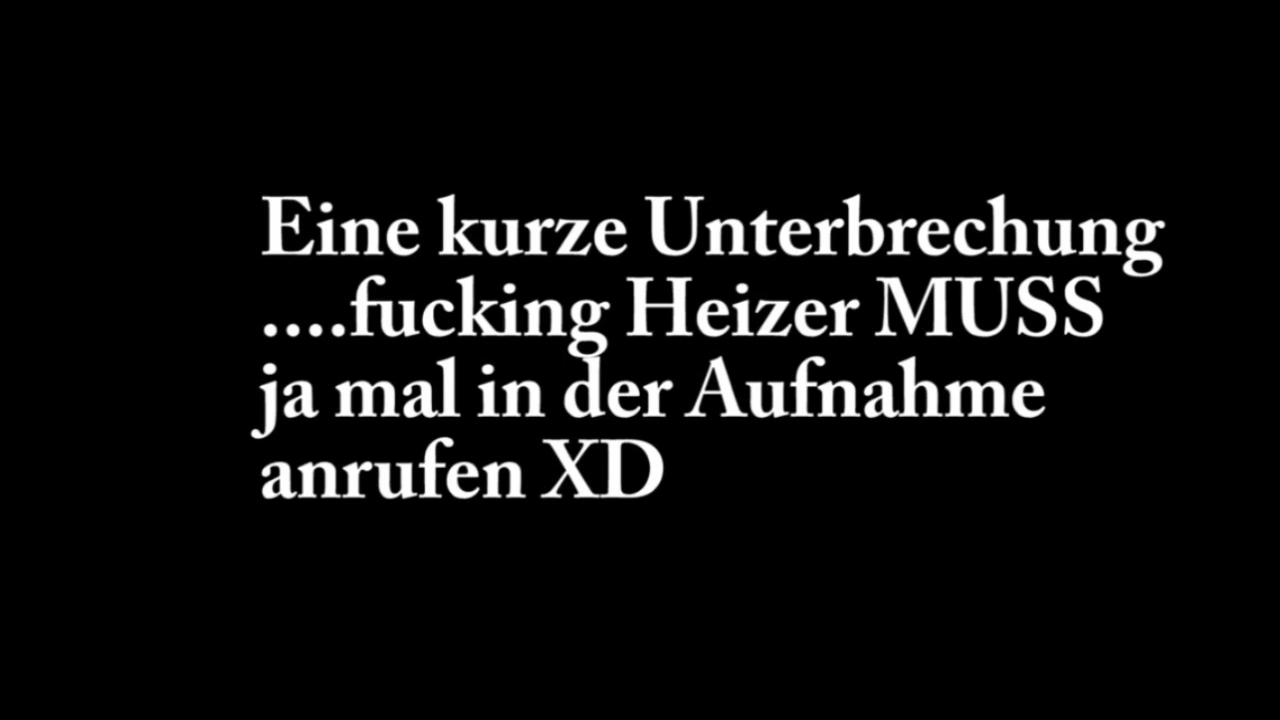 Eine kurze Unterbrechung
....fucking Heizer MUSS
ja mal in der Aufnahme
anrufen XD